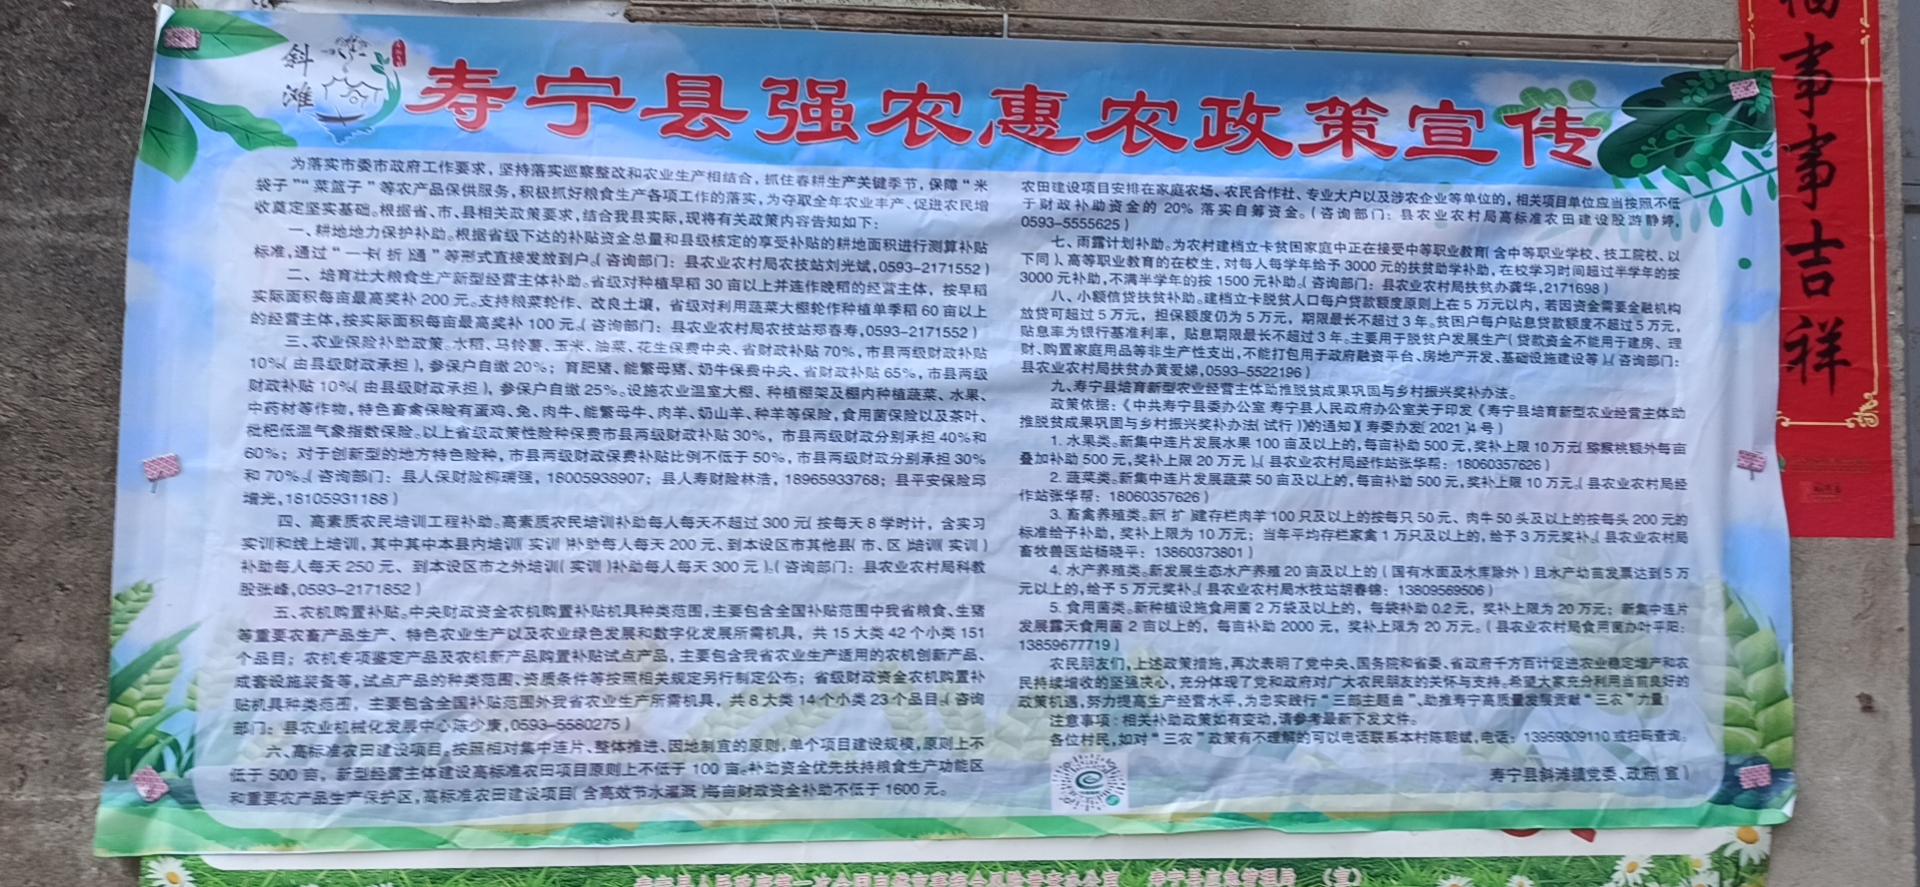 斜滩
寿宁县强农惠农政策宣传
为落实市委市政府工作要求，坚持落实巡察整改和农业生产相结合，抓住春耕生产关键季节，保障“米
袋子”“菜篮子”等农产品保供服务，积极抓好粮食生产各项工作的落实，为夺取全年农业丰产、促进农民增
收奠定坚实基础。根据省、市、县相关政策要求，结合我县实际，现将有关政策内容告知如下：
一、耕地地力保护补助。根据省级下达的补贴资金总量和县级核定的享受补贴的耕地面积进行测算补贴
标准，通过“一卡（折）通”等形式直接发放到户。（咨询部门：县农业农村局农技站刘光斌，0593-2171552）
二、培育壮大粮食生产新型经营主体补助。省级对种植早稻30亩以上并连作晚稻的经营主体，按早稻
实际面积每亩最高奖补200元。支持粮菜轮作、改良土壤，省级对利用蔬菜大棚轮作种植单季稻60亩以上
的经营主体，按实际面积每亩最高奖补100元。（咨询部门：县农业农村局农技站郑春寿，0593-2171552）
三、农业保险补助政策。水稻、马铃薯、玉米、油菜、花生保费中央、省财政补贴70%，市县两级财政补贴
10%（由县级财政承担），参保户自缴20%；育肥猪、能繁母猪、奶牛保费中央、省财政补贴65%，市县两级
财政补贴10%（由县级财政承担），参保户自缴25%。设施农业温室大棚、种植棚架及棚内种植蔬菜、水果、
中药材等作物，特色畜禽保险有蛋鸡、兔、肉牛、能繁母牛、肉羊、奶山羊、种羊等保险，食用菌保险以及茶叶、
枇杷低温气象指数保险。以上省级政策性险种保费市县两级财政补贴30%，市县两级财政分别承担40%和
60%；对于创新型的地方特色险种，市县两级财政保费补贴比例不低于50%，市县两级财政分别承担30%
和70%。（咨询部门：县人保财险柳瑞强，18005938907；县人寿财险林浩，18965933768；县平安保险邱
增光，18105931188）
四、高素质农民培训工程补助。高素质农民培训补助每人每天不超过300元（按每天8学时计，含实习
实训和线上培训，其中其中本县内培训（实训）补助每人每天200元、到本设区市其他县（市、区）培训（实训）
补助每人每天250元、到本设区市之外培训（实训）补助每人每天300元）。（咨询部门：县农业农村局科教
股张峰，0593-2171852）
五、农机购置补贴。中央财政资金农机购置补贴机具种类范围，主要包含全国补贴范围中我省粮食、生猪
等重要农畜产品生产、特色农业生产以及农业绿色发展和数字化发展所需机具，共15大类42个小类151
个品目；农机专项鉴定产品及农机新产品购置补贴试点产品，主要包含我省农业生产适用的农机创新产品、
成套设施装备等，试点产品的种类范围、资质条件等按照相关规定另行制定公布；省级财政资金农机购置补
贴机具种类范围，主要包含全国补贴范围外我省农业生产所需机具，共8大类14个小类23个品目。（咨询
部门：县农业机械化发展中心陈少康，0593-5580275）
六、高标准农田建设项目。按照相对集中连片、整体推进、因地制宜的原则，单个项目建设规模，原则上不
低于500亩，新型经营主体建设高标准农田项目原则上不低于100亩。补助资金优先扶持粮食生产功能区
和重要农产品生产保护区，高标准农田建设项目（含高效节水灌溉）每亩财政资金补助不低于1600元。
农田建设项目安排在家庭农场、农民合作社、专业大户以及涉农企业等单位的，相关项目单位应当按照不低
于财政补助资金的20%落实自筹资金。（咨询部门：县农业农村局高标准农田建设股游静婷，
0593-5555625）
七、雨露计划补助。为农村建档立卡贫困家庭中正在接受中等职业教育（含中等职业学校、技工院校、以
下同）、高等职业教育的在校生，对每人每学年给予3000元的扶贫助学补助，在校学习时间超过半学年的按
3000元补助，不满半学年的按1500元补助。（咨询部门：县农业农村局扶贫办龚华，2171698）
八、小额信贷扶贫补助。建档立卡脱贫人口每户贷款额度原则上在5万元以内，若因资金需要金融机构
放贷可超过5万元，担保额度仍为5万元，期限最长不超过3年。贫困户每户贴息贷款额度不超过5万元，
贴息率为银行基准利率，贴息期限最长不超过3年。主要用于脱贫户发展生产（贷款资金不能用于建房、理
财、购置家庭用品等非生产性支出，不能打包用于政府融资平台、房地产开发、基础设施建设等）。（咨询部门：
县农业农村局扶贫办黄爱娣，0593-5522196）
九、寿宁县培育新型农业经营主体助推脱贫成果巩固与乡村振兴奖补办法。
政策依据：《中共寿宁县委办公室 寿宁县人民政府办公室关于印发《寿宁县培育新型农业经营主体助
推脱贫成果巩固与乡村振兴奖补办法（试行）》的通知》（寿委办发〔2021〕4号）
1. 水果类。新集中连片发展水果100亩及以上的，每亩补助500元，奖补上限10万元（猕猴桃额外每亩
叠加补助500元，奖补上限20万元）。（县农业农村局经作站张华帮：18060357626）
2. 蔬菜类。新集中连片发展蔬菜50亩及以上的，每亩补助500元，奖补上限10万元。（县农业农村局经
作站张华帮：18060357626）
3. 畜禽养殖类。新（扩）建存栏肉羊100只及以上的按每只50元、肉牛50头及以上的按每头200元的
标准给予补助，奖补上限为10万元；当年平均存栏家禽1万只及以上的，给予3万元奖补。（县农业农村局
畜牧兽医站杨晓平：13860373801）
4. 水产养殖类。新发展生态水产养殖20亩及以上的（国有水面及水库除外）且水产幼苗发票达到5万
元以上的，给予5万元奖补。（县农业农村局水技站胡春锦：13809569506）
5. 食用菌类。新种植设施食用菌2万袋及以上的，每袋补助0.2元，奖补上限为20万元；新集中连片
发展露天食用菌2亩以上的，每亩补助2000元，奖补上限为20万元。（县农业农村局食用菌办叶平阳：
13859677719）
农民朋友们，上述政策措施，再次表明了党中央、国务院和省委、省政府千方百计促进农业稳定增产和农
民持续增收的坚强决心，充分体现了党和政府对广大农民朋友的关怀与支持。希望大家充分利用当前良好的
政策机遇，努力提高生产经营水平，为忠实践行“三部主题曲”、助推寿宁高质量发展贡献“三农”力量！
注意事项：相关补助政策如有变动，请参考最新下发文件。
各位村民，如对“三农”政策有不理解的可以电话联系本村陈朝斌，电话：13959309110或扫码查询。
寿宁县斜滩镇党委、政府（宣）
福事事吉祥